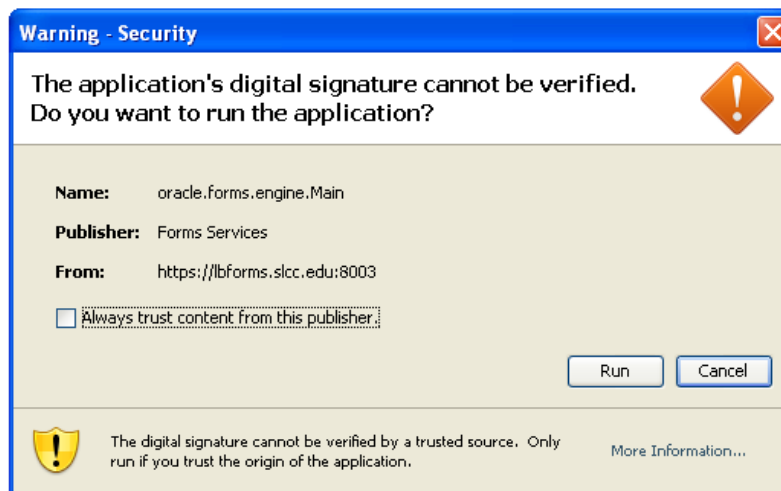 Warning - Security
The application's digital signature cannot be verified.
Do you want to run the application?
Name: oracle.forms.engine.Main
Publisher: Forms Services
From: https://lbforms.slcc.edu:8003
Always trust content from this publisher.
Run Cancel
The digital signature cannot be verified by a trusted source. Only
run if you trust the origin of the application.
More Information...